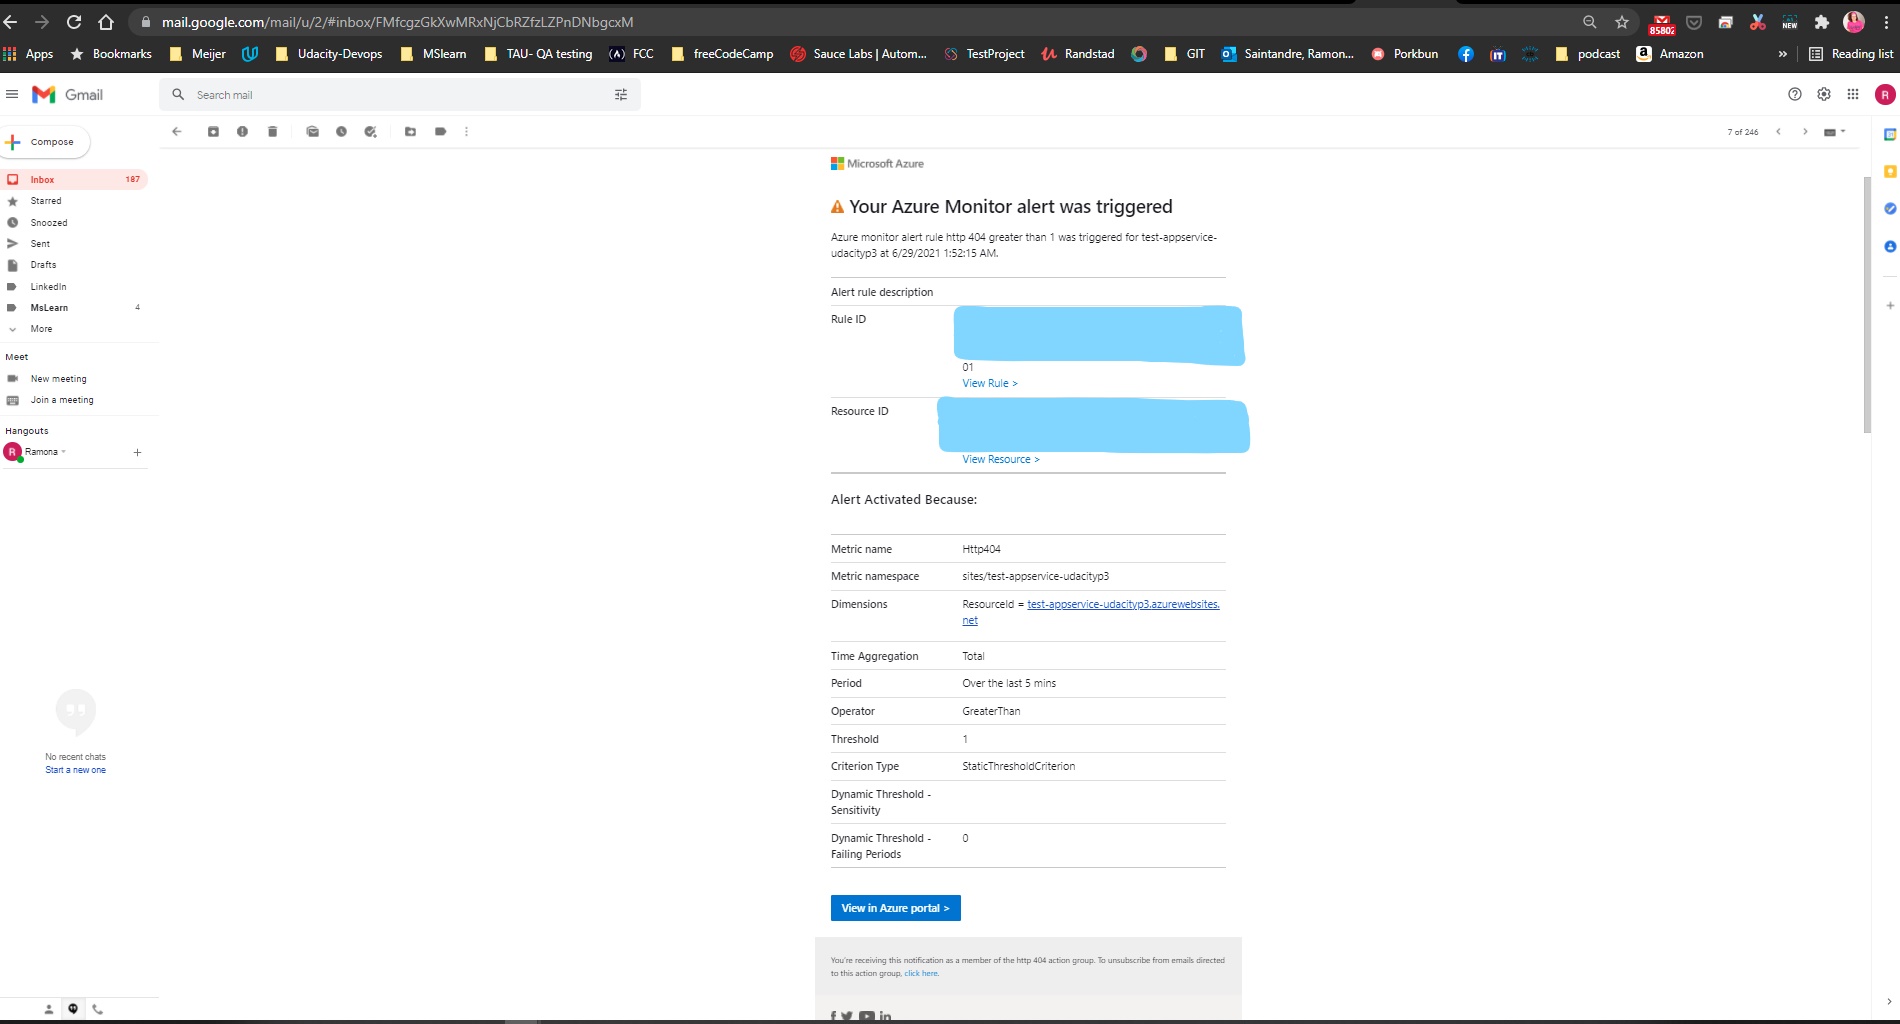 mail.google.com/mail/u/2/#inbox/FMfcgzGkXwMRxNjCbRZfzLZPnDNbgcxM
85802
NEW
Apps
Bookmarks
Meijer
Udacity-Devops
MSlearn
TAU- QA testing
FCC
freeCodeCamp
Sauce Labs | Autom...
TestProject
Randstad
GIT
Saintandre, Ramon...
Porkbun
podcast
Amazon
»
Reading list
Gmail
Search mail
R
Compose
7 of 246
Inbox 187
Starred
Snoozed
Sent
Drafts
LinkedIn
MsLearn 4
More
Meet
New meeting
Join a meeting
Hangouts
R Ramona
No recent chats
Start a new one
Microsoft Azure
Your Azure Monitor alert was triggered
Azure monitor alert rule http 404 greater than 1 was triggered for test-appservice-
udacityp3 at 6/29/2021 1:52:15 AM.
Alert rule description
Rule ID
01
View Rule >
Resource ID
View Resource >
Alert Activated Because:
Metric name Http404
Metric namespace sites/test-appservice-udacityp3
Dimensions ResourceId = test-appservice-udacityp3.azurewebsites.
net
Time Aggregation Total
Period Over the last 5 mins
Operator GreaterThan
Threshold 1
Criterion Type StaticThresholdCriterion
Dynamic Threshold -
Sensitivity
Dynamic Threshold - 0
Failing Periods
View in Azure portal >
You're receiving this notification as a member of the http 404 action group. To unsubscribe from emails directed
to this action group, click here.